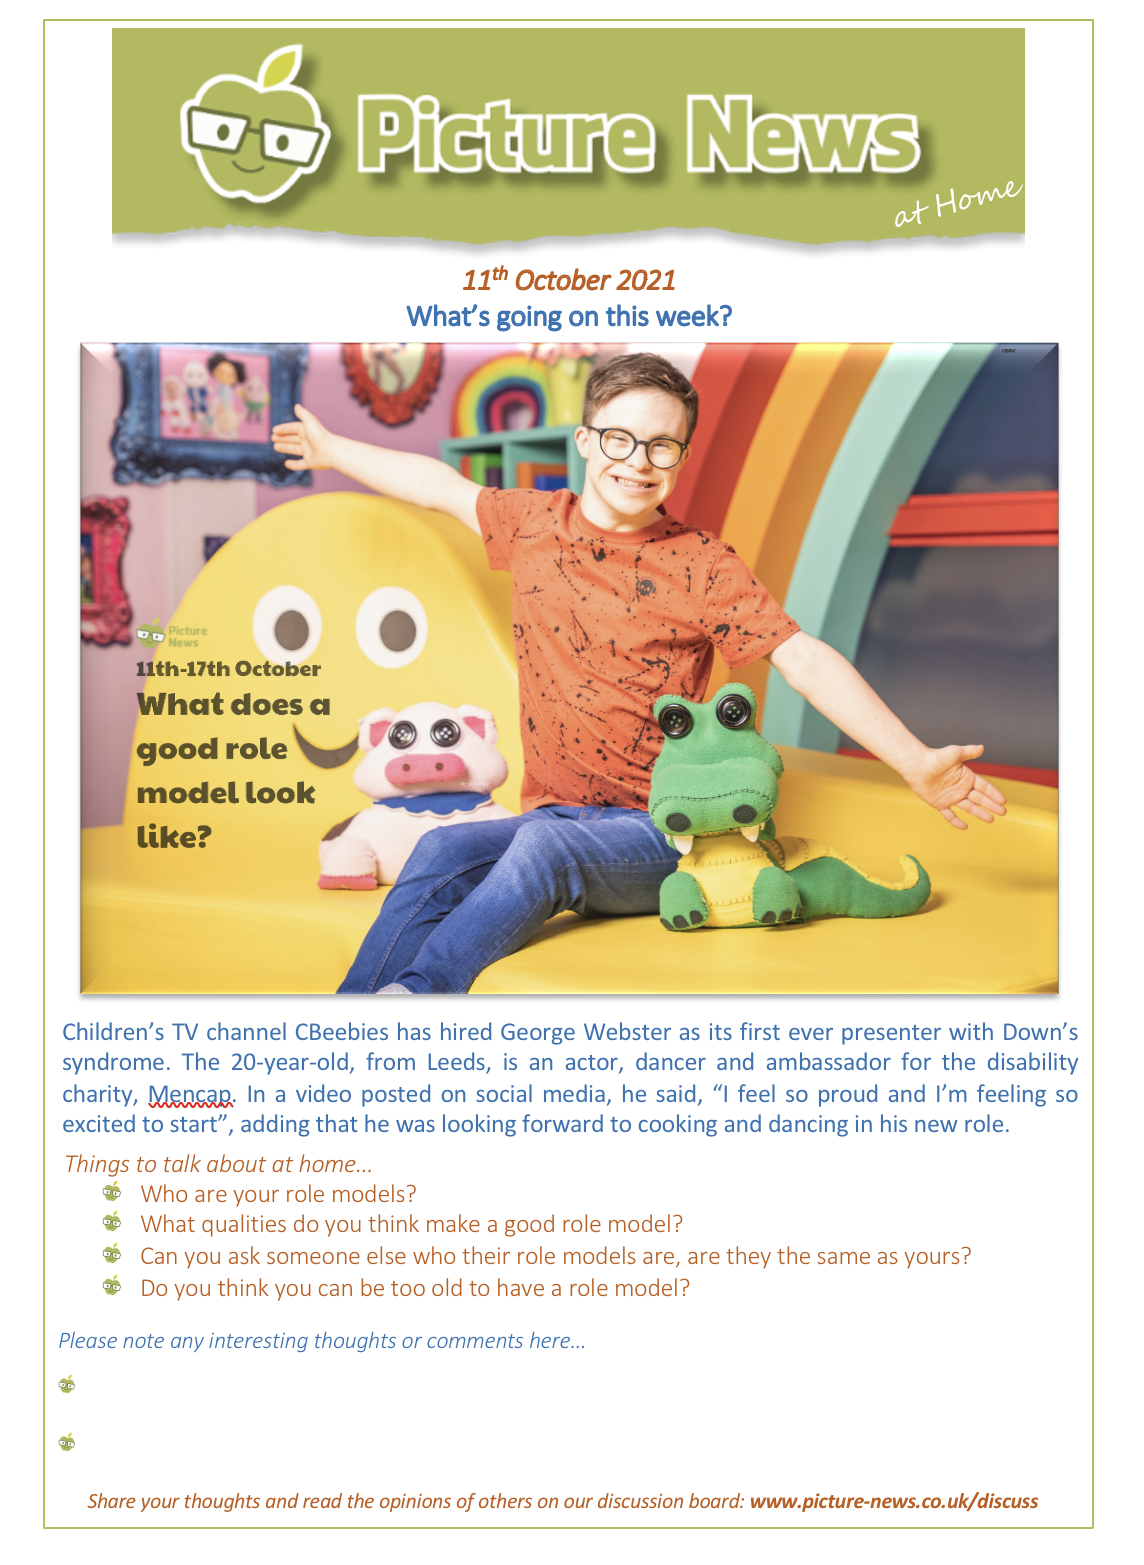 Picture News
at Home
11th October 2021
What's going on this week?
CBBC
Picture
News
11th-17th October
What does a
good role
model look
like?
Children's TV channel CBeebies has hired George Webster as its first ever presenter with Down's
syndrome. The 20-year-old, from Leeds, is an actor, dancer and ambassador for the disability
charity, Mencap. In a video posted on social media, he said, “I feel so proud and I'm feeling so
excited to start”, adding that he was looking forward to cooking and dancing in his new role.
Things to talk about at home...
Who are your role models?
What qualities do you think make a good role model?
Can you ask someone else who their role models are, are they the same as yours?
Do you think you can be too old to have a role model?
Please note any interesting thoughts or comments here...
Share your thoughts and read the opinions of others on our discussion board: www.picture-news.co.uk/discuss